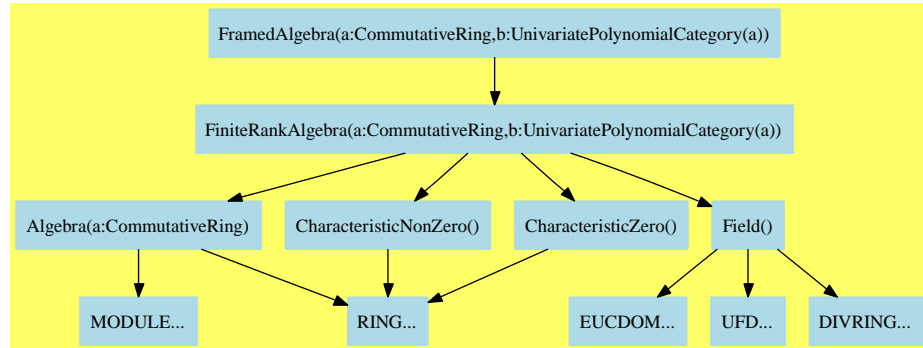 FramedAlgebra(a:CommutativeRing,b:UnivariatePolynomialCategory(a))
FiniteRankAlgebra(a:CommutativeRing,b:UnivariatePolynomialCategory(a))
Algebra(a:CommutativeRing)
CharacteristicNonZero()
CharacteristicZero()
Field()
MODULE...
RING...
EUCDOM...
UFD...
DIVRING...